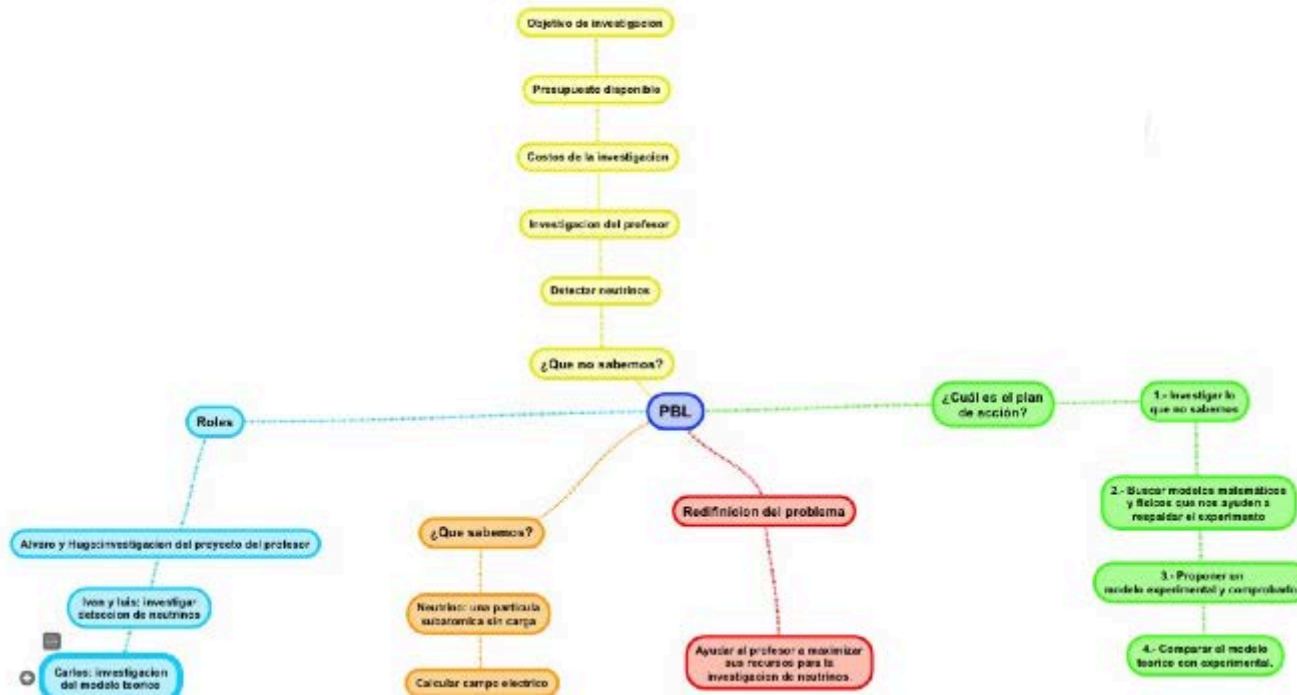 Objetivo de investigacion
Presupuesto disponible
Costos de la investigacion
Investigacion del profesor
Detectar neutrinos
¿Que no sabemos?
PBL
Roles
Alvaro y Hugo:investigacion del proyecto del profesor
Ivan y luis: investigar
deteccion de neutrinos
Carlos: investigacion
del modelo teorico
¿Que sabemos?
Neutrino: una particula
subatomica sin carga
Calcular campo electrico
Redifinicion del problema
Ayudar al profesor a maximizar
sus recursos para la
investigacion de neutrinos.
¿Cuál es el plan
de acción?
1.- Investigar lo
que no sabemos
2.- Buscar modelos matemáticos
y fisicos que nos ayuden a
respaldar el experimento
3.- Proponer un
modelo experimental y comprobarlo
4.- Comparar el modelo
teorico con experimental.